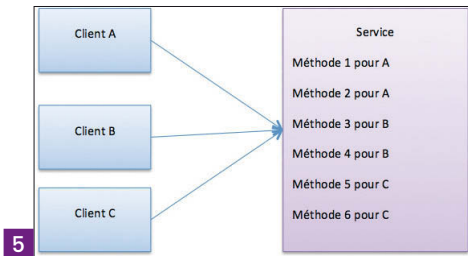 Client A
Client B
Client C
Service
Méthode 1 pour A
Méthode 2 pour A
Méthode 3 pour B
Méthode 4 pour B
Méthode 5 pour C
Méthode 6 pour C
5